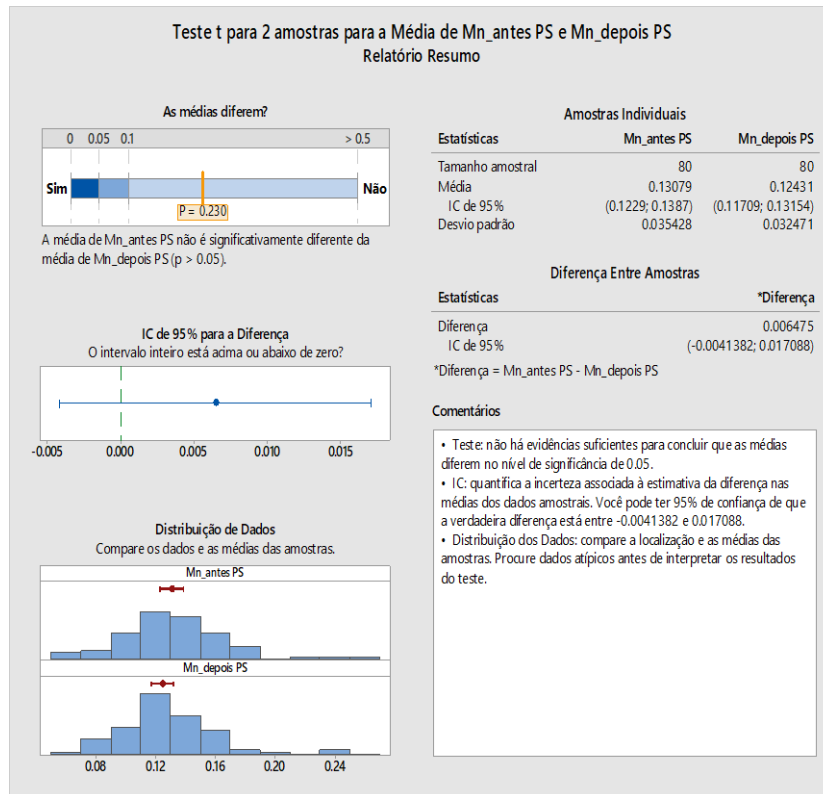 Teste t para 2 amostras para a Média de Mn_antes PS e Mn_depois PS
Relatório Resumo
As médias diferem?
0 0.05 0.1 > 0.5
Sim Não
P = 0.230
A média de Mn_antes PS não é significativamente diferente da
média de Mn_depois PS (p > 0.05).
IC de 95% para a Diferença
O intervalo inteiro está acima ou abaixo de zero?
-0.005 0.000 0.005 0.010 0.015
Distribuição de Dados
Compare os dados e as médias das amostras.
Mn_antes PS
Mn_depois PS
0.08 0.12 0.16 0.20 0.24
Amostras Individuais
Estatísticas Mn_antes PS Mn_depois PS
Tamanho amostral 80 80
Média 0.13079 0.12431
IC de 95% (0.1229; 0.1387) (0.11709; 0.13154)
Desvio padrão 0.035428 0.032471
Diferença Entre Amostras
Estatísticas *Diferença
Diferença 0.006475
IC de 95% (-0.0041382; 0.017088)
*Diferença = Mn_antes PS - Mn_depois PS
Comentários
• Teste: não há evidências suficientes para concluir que as médias
diferem no nível de significância de 0.05.
• IC: quantifica a incerteza associada à estimativa da diferença nas
médias dos dados amostrais. Você pode ter 95% de confiança de que
a verdadeira diferença está entre -0.0041382 e 0.017088.
• Distribuição dos Dados: compare a localização e as médias das
amostras. Procure dados atípicos antes de interpretar os resultados
do teste.